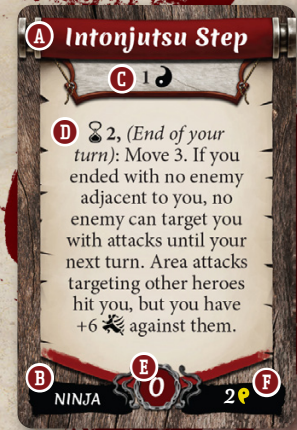 A Intonjutsu Step
C 1
D 2, (End of your
turn): Move 3. If you
ended with no enemy
adjacent to you, no
enemy can target you
with attacks until your
next turn. Area attacks
targeting other heroes
hit you, but you have
+6 against them.
E
B NINJA 0 2 F